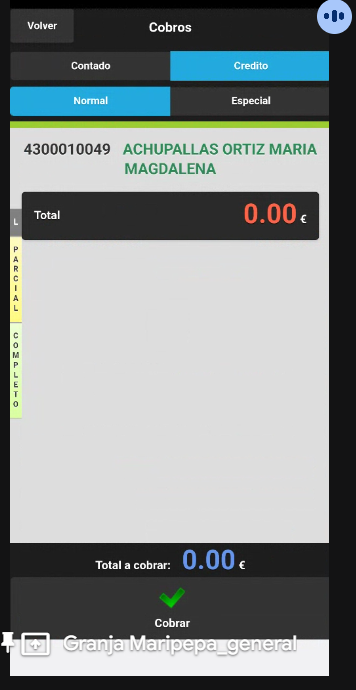 Volver
Cobros
Contado
Credito
Normal
Especial
4300010049 ACHUPALLAS ORTIZ MARIA
MAGDALENA
Total 0.00 €
L
PARCIAL
COMPLETO
Total a cobrar: 0.00 €
Cobrar
Granja Maripepa_general